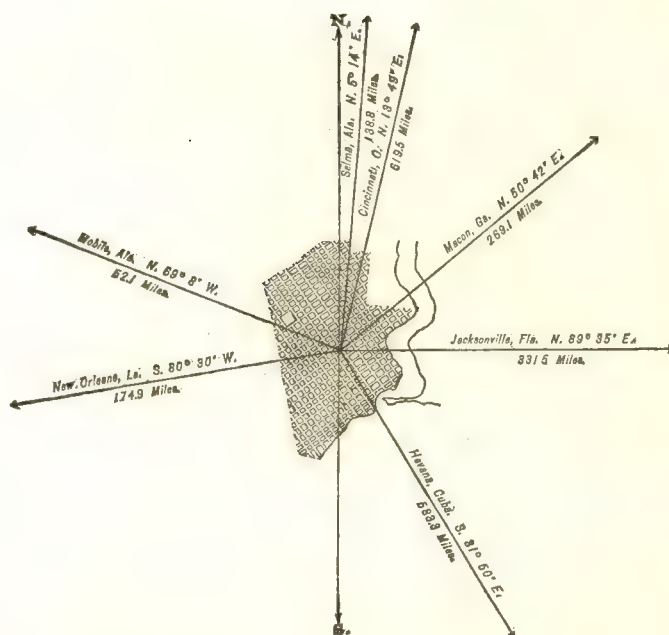 N.
Selma, Ala. N. 5° 14' E.
138.8 Miles.
Cincinnati, O. N. 13° 49' E.
619.5 Miles.
Macon, Ga. N. 50° 42' E.
269.1 Miles.
Mobile, Ala. N. 69° 8' W.
52.1 Miles.
Jacksonville, Fla. N. 89° 35' E.
331.5 Miles.
New Orleans, La. S. 80° 30' W.
174.9 Miles.
Havana, Cuba. S. 31° 50' E.
583.3 Miles.